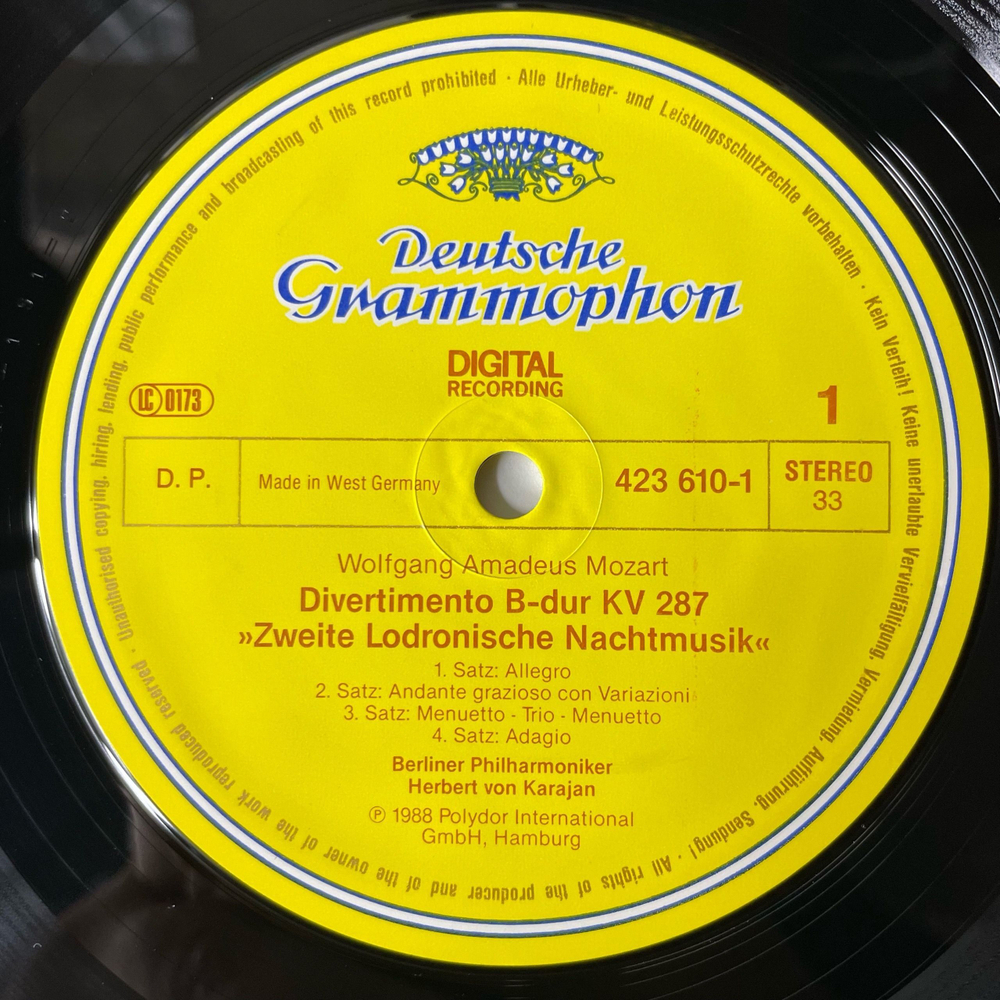 Alle Urheber- und Leistungsschutzrechte vorbehalten · Kein Verleih! Keine unerlaubte Vervielfältigung, Vermietung, Aufführung, Sendung! · All rights of the producer and of the owner of the work reproduced reserved · Unauthorised copying, hiring, lending, public performance and broadcasting of this record prohibited ·
Deutsche
Grammophon
DIGITAL
RECORDING
LC 0173
1
D. P.
Made in West Germany
423 610-1
STEREO
33
Wolfgang Amadeus Mozart
Divertimento B-dur KV 287
»Zweite Lodronische Nachtmusik«
1. Satz: Allegro
2. Satz: Andante grazioso con Variazioni
3. Satz: Menuetto - Trio - Menuetto
4. Satz: Adagio
Berliner Philharmoniker
Herbert von Karajan
℗ 1988 Polydor International
GmbH, Hamburg